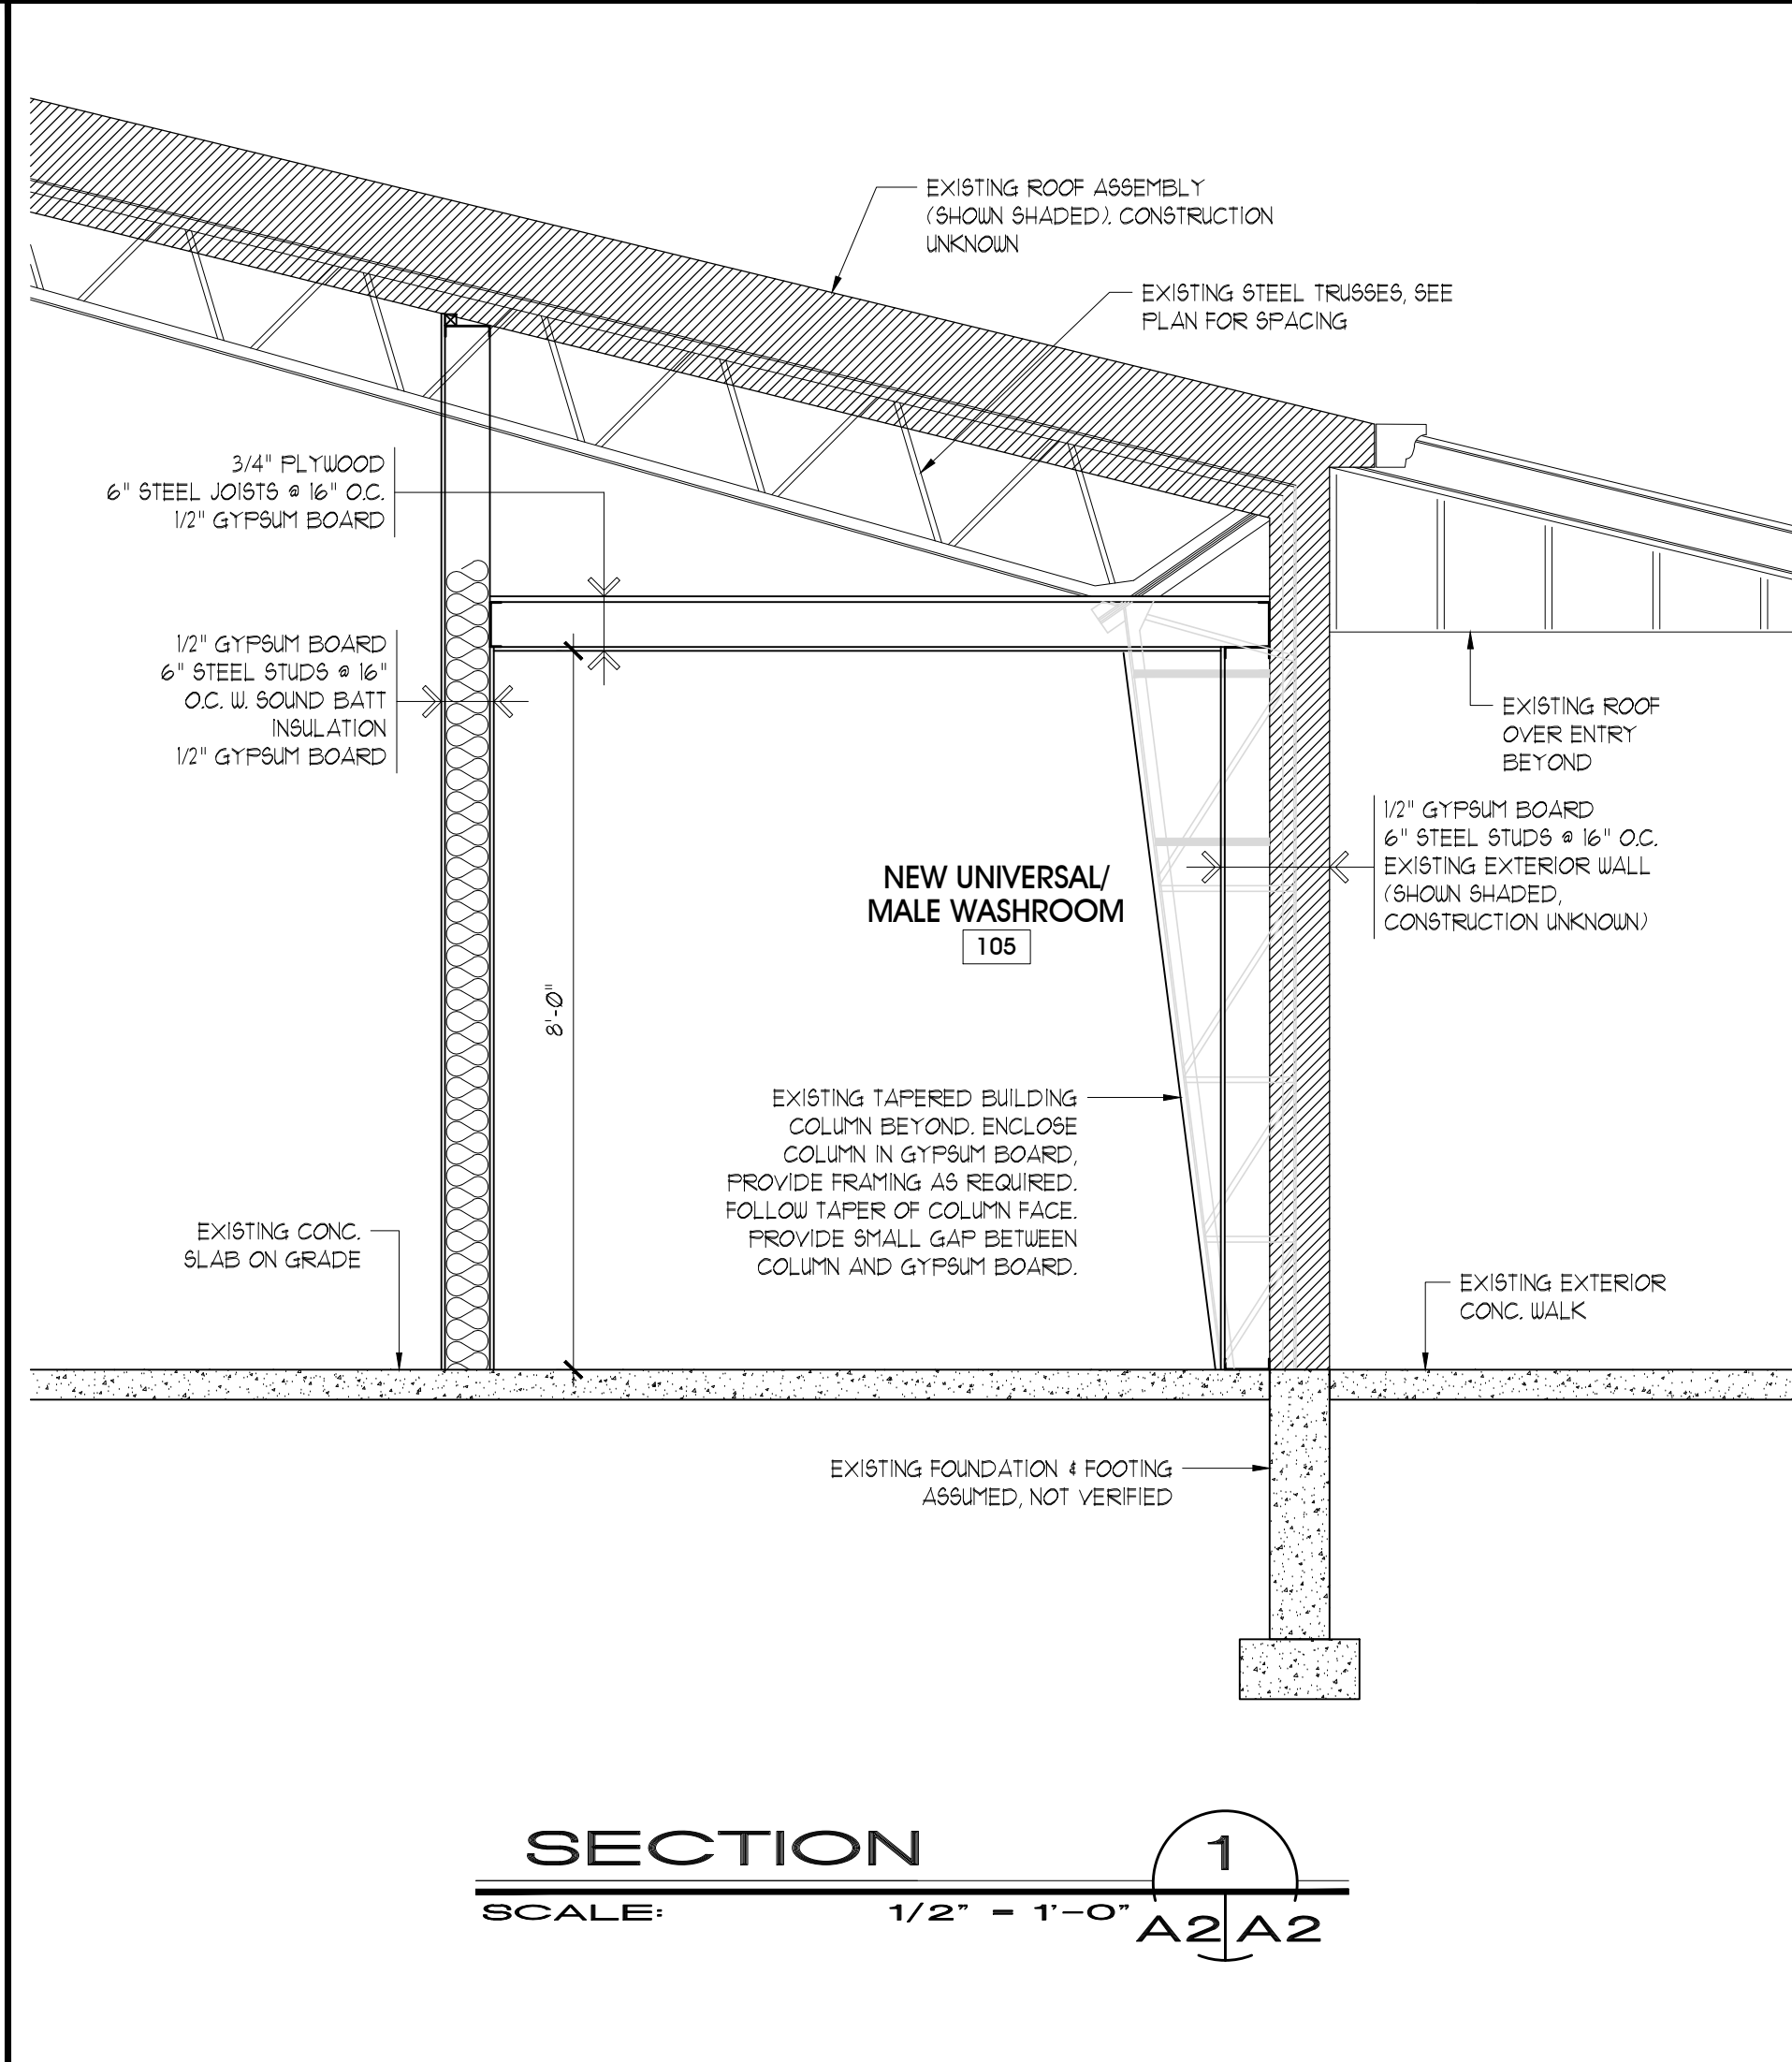 EXISTING ROOF ASSEMBLY
(SHOWN SHADED). CONSTRUCTION
UNKNOWN
EXISTING STEEL TRUSSES, SEE
PLAN FOR SPACING
3/4" PLYWOOD
6" STEEL JOISTS @ 16" O.C.
1/2" GYPSUM BOARD
1/2" GYPSUM BOARD
6" STEEL STUDS @ 16"
O.C. W. SOUND BATT
INSULATION
1/2" GYPSUM BOARD
EXISTING ROOF
OVER ENTRY
BEYOND
1/2" GYPSUM BOARD
6" STEEL STUDS @ 16" O.C.
EXISTING EXTERIOR WALL
(SHOWN SHADED,
CONSTRUCTION UNKNOWN)
NEW UNIVERSAL/
MALE WASHROOM
105
8'-0"
EXISTING TAPERED BUILDING
COLUMN BEYOND. ENCLOSE
COLUMN IN GYPSUM BOARD,
PROVIDE FRAMING AS REQUIRED.
FOLLOW TAPER OF COLUMN FACE.
PROVIDE SMALL GAP BETWEEN
COLUMN AND GYPSUM BOARD.
EXISTING CONC.
SLAB ON GRADE
EXISTING EXTERIOR
CONC. WALK
EXISTING FOUNDATION & FOOTING
ASSUMED, NOT VERIFIED
SECTION
1
SCALE: 1/2" = 1'-0"
A2 A2